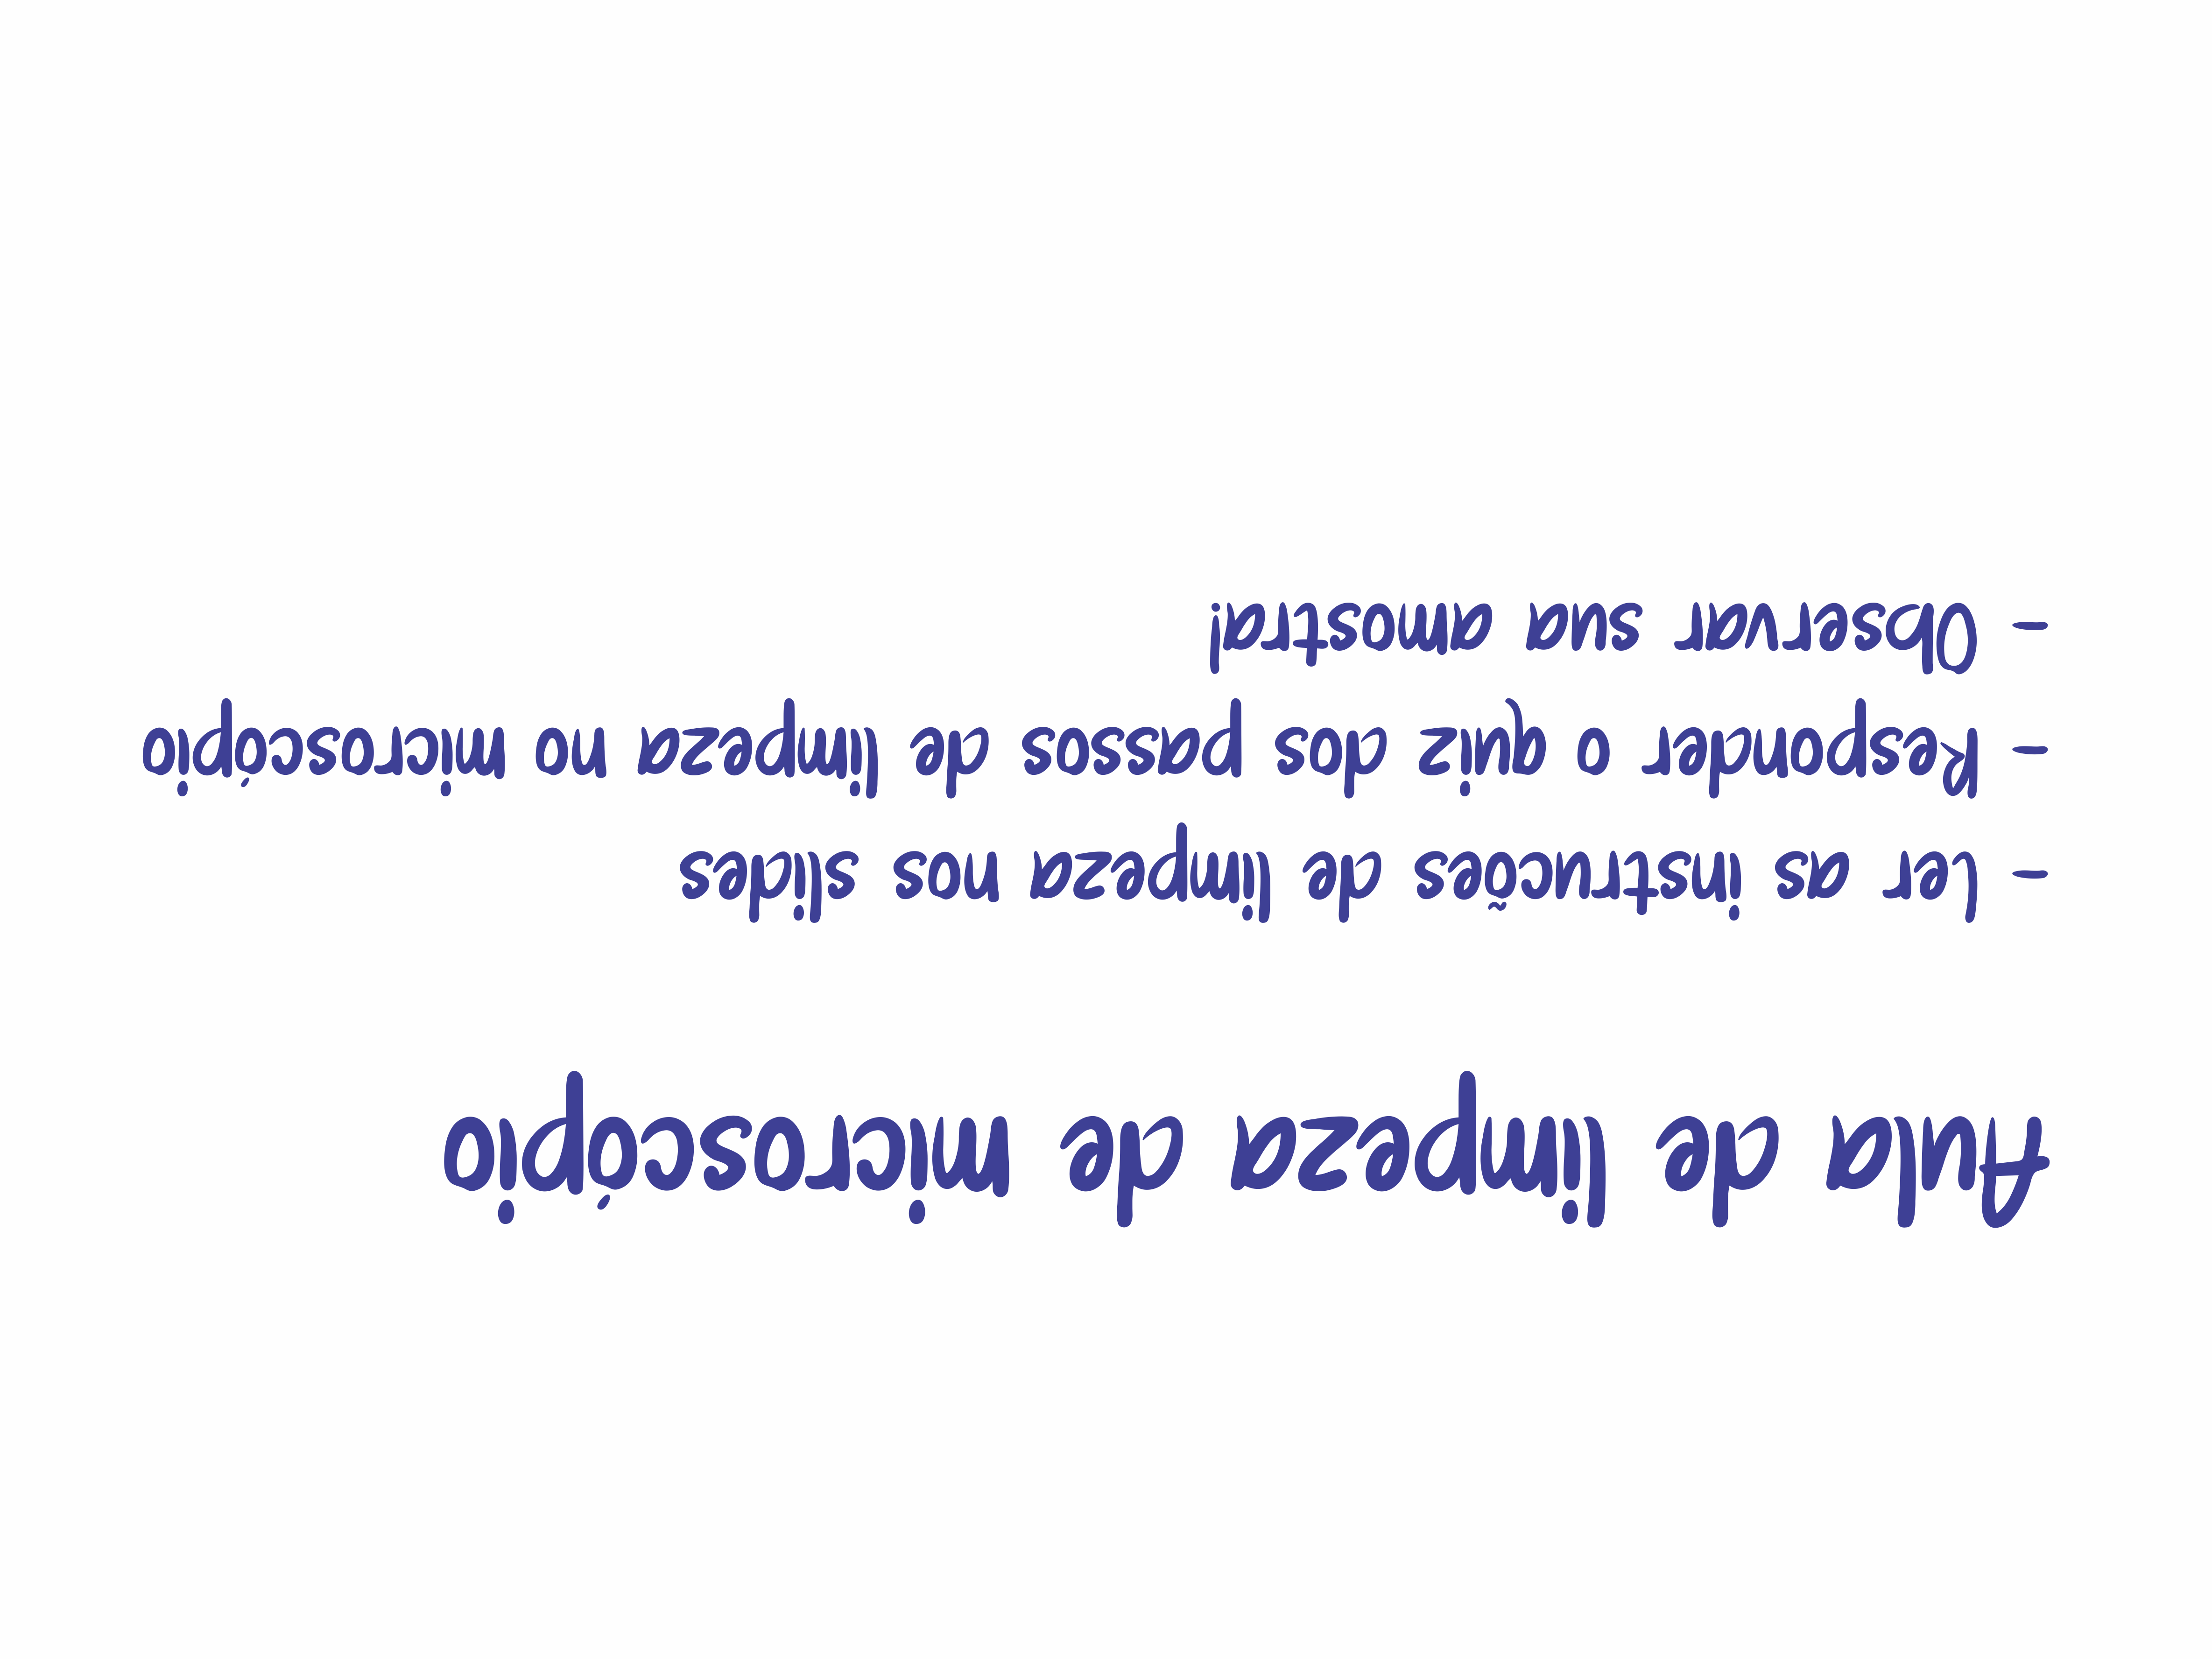 Aula de limpeza de microscópio
- Ler as instrucões de limpeza nos slides
- Responder o quiz dos passos de limpeza no microscópio
- Observar sua amostra!